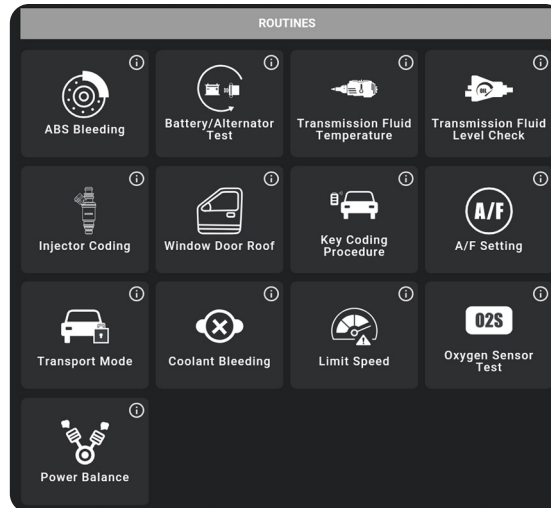 ROUTINES
ABS Bleeding
Battery/Alternator
Test
Transmission Fluid
Temperature
Transmission Fluid
Level Check
Injector Coding
Window Door Roof
Key Coding
Procedure
A/F
A/F Setting
Transport Mode
Coolant Bleeding
Limit Speed
O2S
Oxygen Sensor
Test
Power Balance